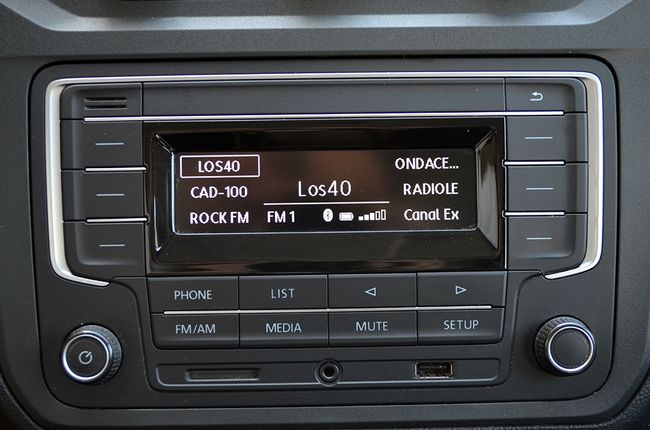 LOS40
ONDACE...
CAD-100
Los40
RADIOLE
ROCK FM
FM 1
Canal Ex
PHONE
LIST
FM/AM
MEDIA
MUTE
SETUP